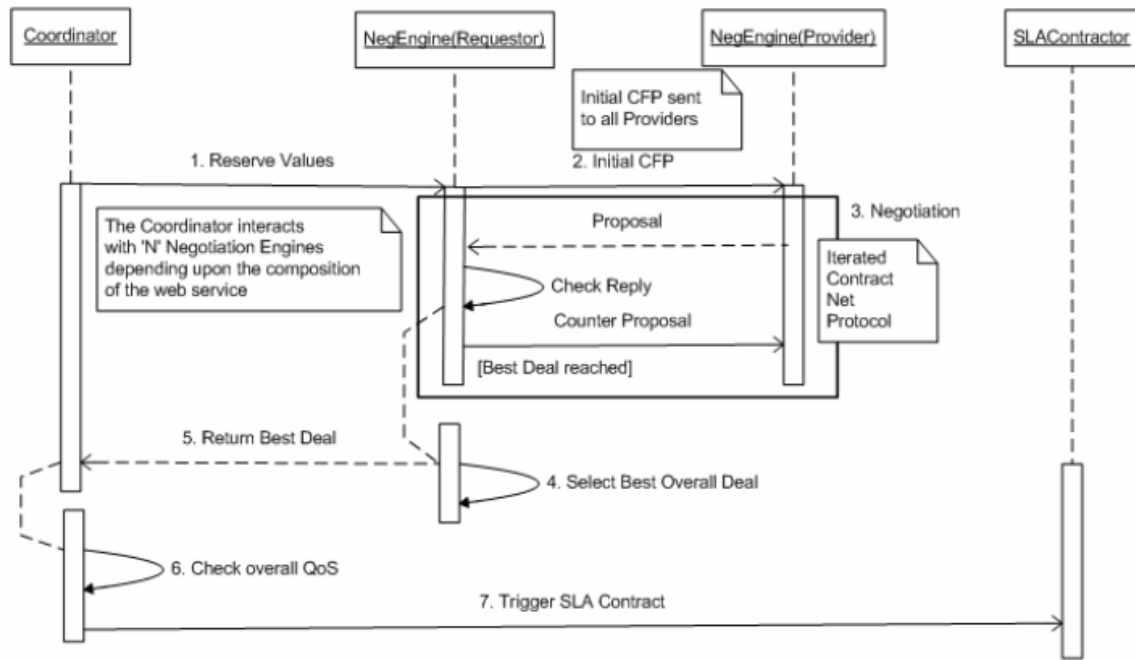 Coordinator
NegEngine(Requestor)
NegEngine(Provider)
SLAContractor
Initial CFP sent
to all Providers
1. Reserve Values
2. Initial CFP
The Coordinator interacts
with 'N' Negotiation Engines
depending upon the composition
of the web service
Proposal
3. Negotiation
Iterated
Contract
Net
Protocol
Check Reply
Counter Proposal
[Best Deal reached]
5. Return Best Deal
4. Select Best Overall Deal
6. Check overall QoS
7. Trigger SLA Contract